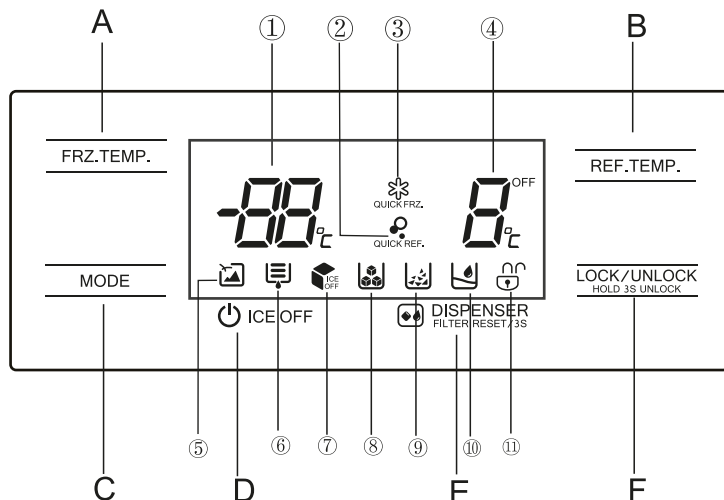 A
①
②
③
④
B
FRZ.TEMP.
-88°C
QUICK FRZ.
QUICK REF.
8°C
OFF
REF.TEMP.
MODE
ICE OFF
LOCK/UNLOCK
HOLD 3S UNLOCK
ICE OFF
DISPENSER
FILTER RESET/3S
⑤
⑥
⑦
⑧
⑨
⑩
⑪
C
D
E
F